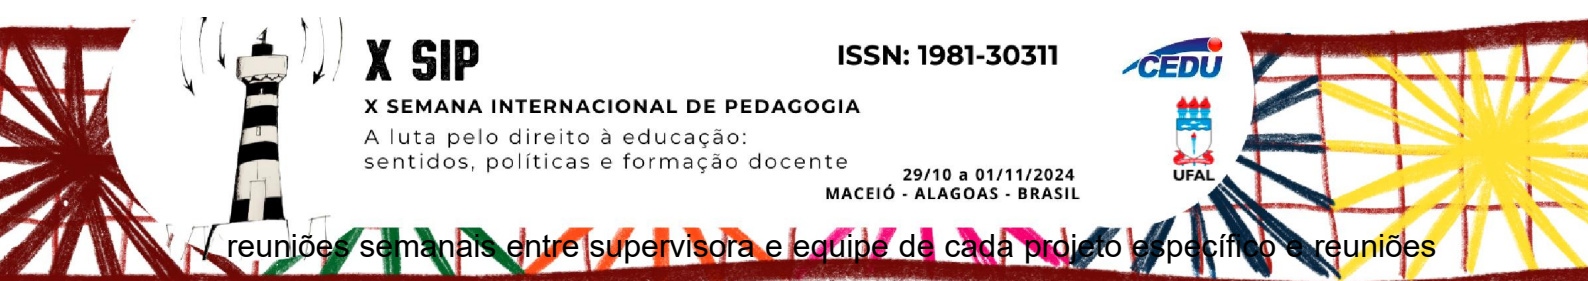 X SIP
ISSN: 1981-30311
CEDU
X SEMANA INTERNACIONAL DE PEDAGOGIA
A luta pelo direito à educação:
sentidos, políticas e formação docente
29/10 a 01/11/2024
MACEIÓ - ALAGOAS - BRASIL
UFAL
reuniões semanais entre supervisora e equipe de cada projeto específico e reuniões